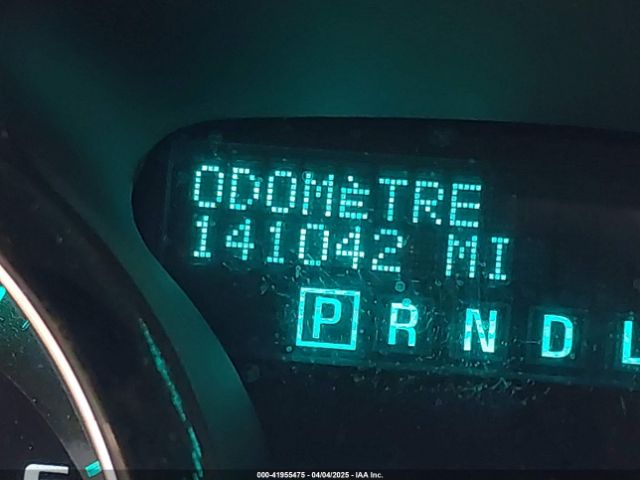 ODOMèTRE
141042 MI
P R N D L
000-41955475 - 04/04/2025 - IAA Inc.